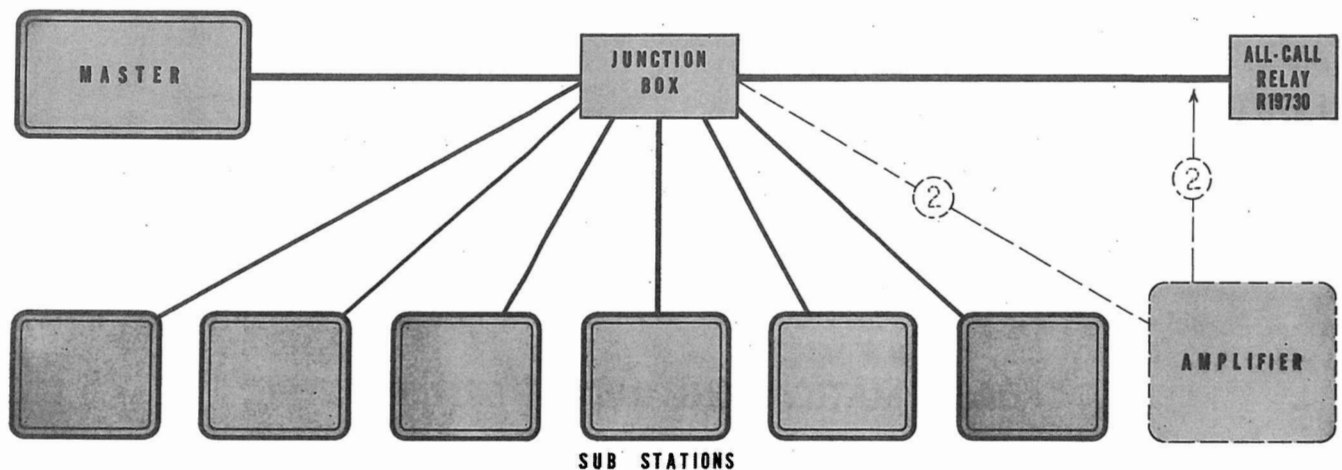 MASTER
JUNCTION
BOX
ALL-CALL
RELAY
R19730
2
2
AMPLIFIER
SUB STATIONS